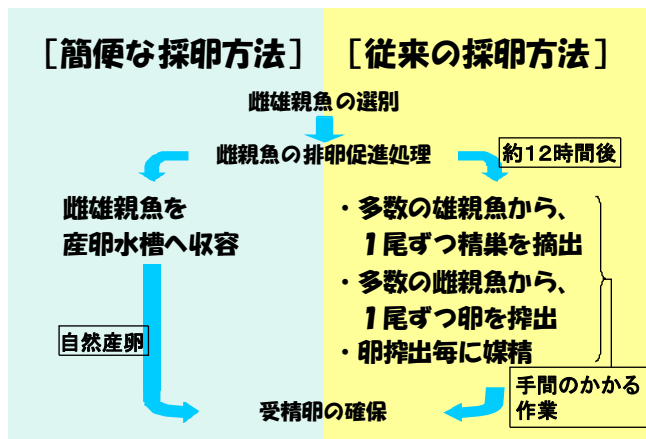 ［簡便な採卵方法］
［従来の採卵方法］
雌雄親魚の選別
雌親魚の排卵促進処理
約１２時間後
雌雄親魚を
産卵水槽へ収容
・多数の雄親魚から、
１尾ずつ精巣を摘出
・多数の雌親魚から、
１尾ずつ卵を搾出
・卵搾出毎に媒精
自然産卵
手間のかかる
作業
受精卵の確保